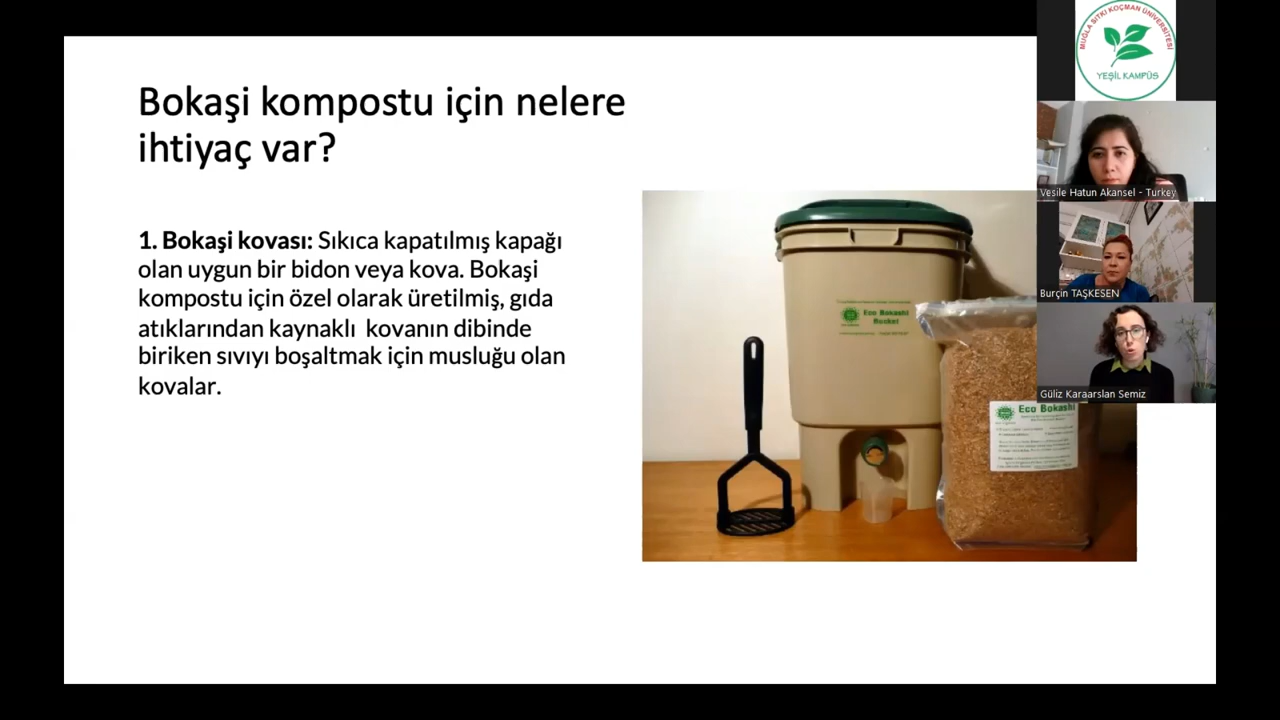 Bokaşi kompostu için nelere
ihtiyaç var?
1. Bokaşi kovası: Sıkıca kapatılmış kapağı
olan uygun bir bidon veya kova. Bokaşi
kompostu için özel olarak üretilmiş, gıda
atıklarından kaynaklı  kovanın dibinde
biriken sıvıyı boşaltmak için musluğu olan
kovalar.
Eco Bokashi
Bucket
Eco Bokashi
MUĞLA SITKI KOÇMAN ÜNİVERSİTESİ
YEŞİL KAMPÜS
Vesile Hatun Akansel - Turkey
Burçin TAŞKESEN
Güliz Karaarslan Semiz